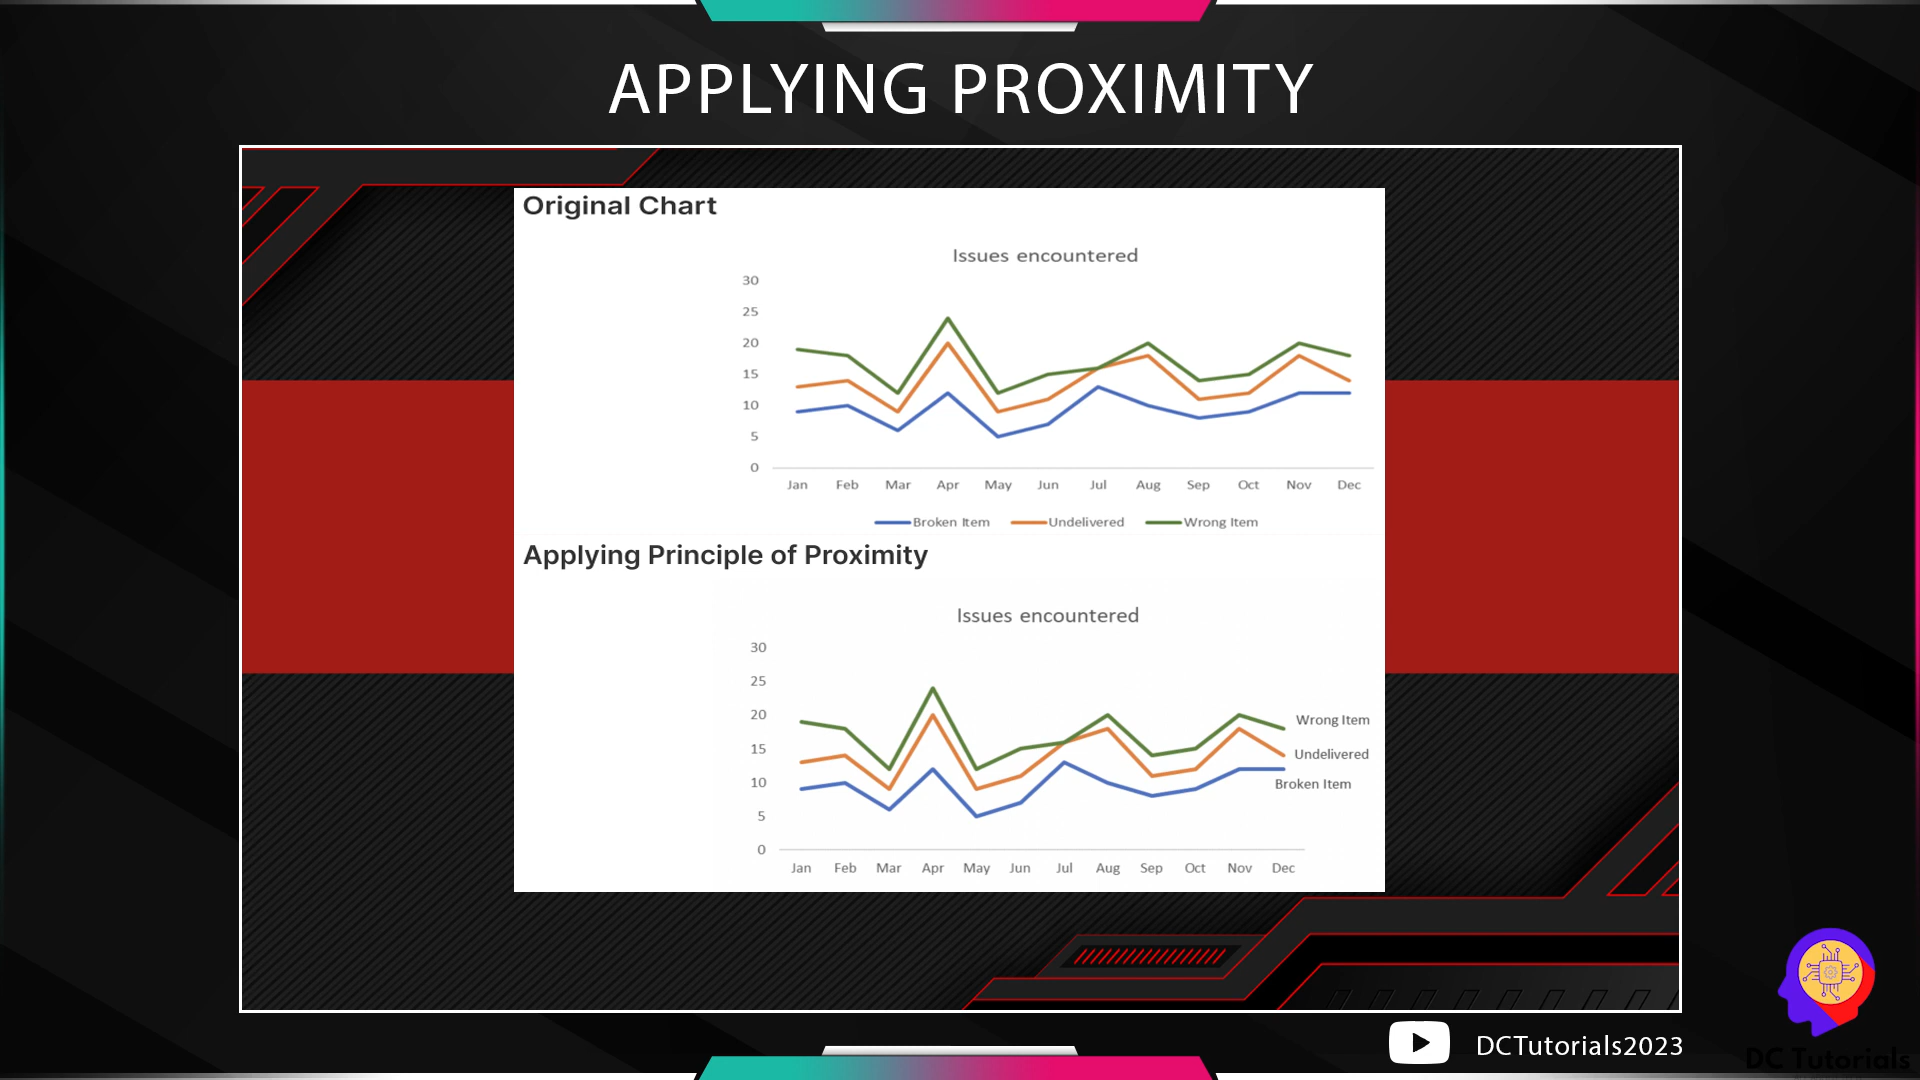 APPLYING PROXIMITY
Original Chart
Issues encountered
30
25
20
15
10
5
0
Jan Feb Mar Apr May Jun Jul Aug Sep Oct Nov Dec
Broken Item Undelivered Wrong Item
Applying Principle of Proximity
Issues encountered
30
25
20
Wrong Item
15
Undelivered
10
Broken Item
5
0
Jan Feb Mar Apr May Jun Jul Aug Sep Oct Nov Dec
DCTutorials2023
DC Tutorials